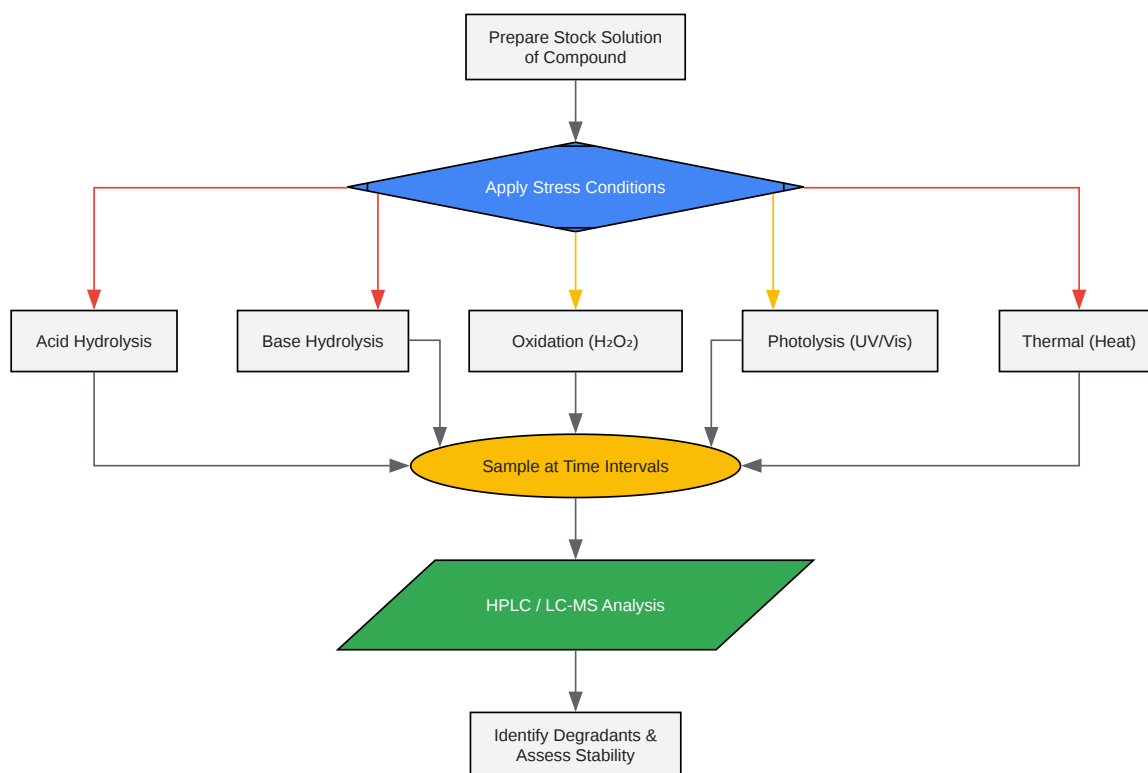 Prepare Stock Solution
of Compound
Apply Stress Conditions
Acid Hydrolysis
Base Hydrolysis
Oxidation (H₂O₂)
Photolysis (UV/Vis)
Thermal (Heat)
Sample at Time Intervals
HPLC / LC-MS Analysis
Identify Degradants &
Assess Stability